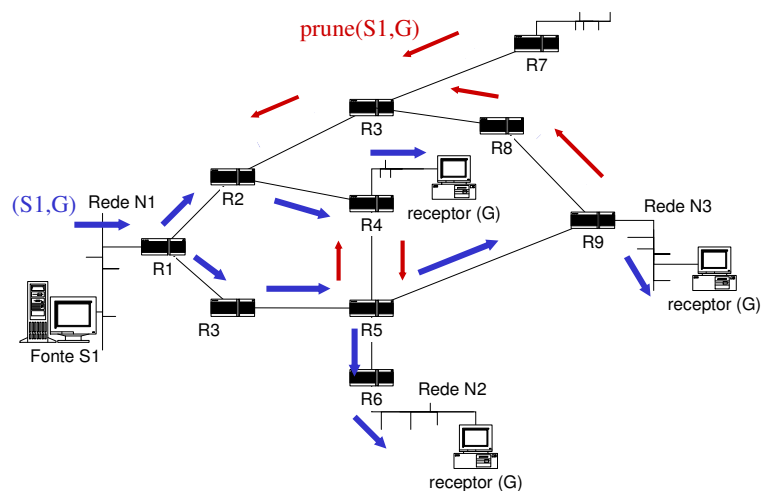 prune(S1,G)
R7
R3
R8
(S1,G)
Rede N1
R2
R4
receptor (G)
Rede N3
R9
R1
R3
R5
receptor (G)
Fonte S1
R6
Rede N2
receptor (G)